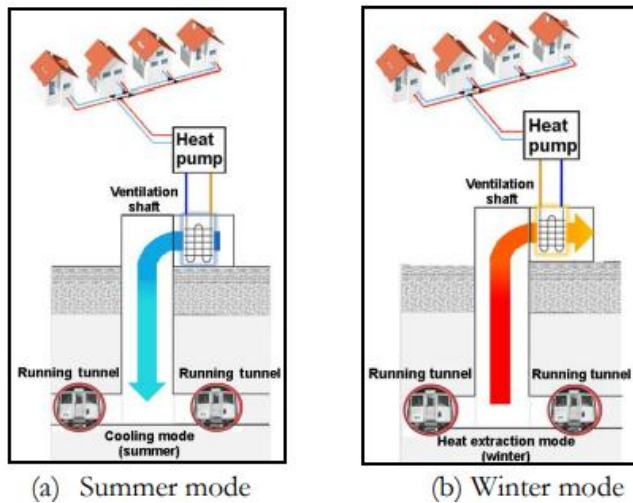 Heat
pump
Ventilation
shaft
Running tunnel
Running tunnel
Cooling mode
(summer)
(a) Summer mode
Heat
pump
Ventilation
shaft
Running tunnel
Running tunnel
Heat extraction mode
(winter)
(b) Winter mode